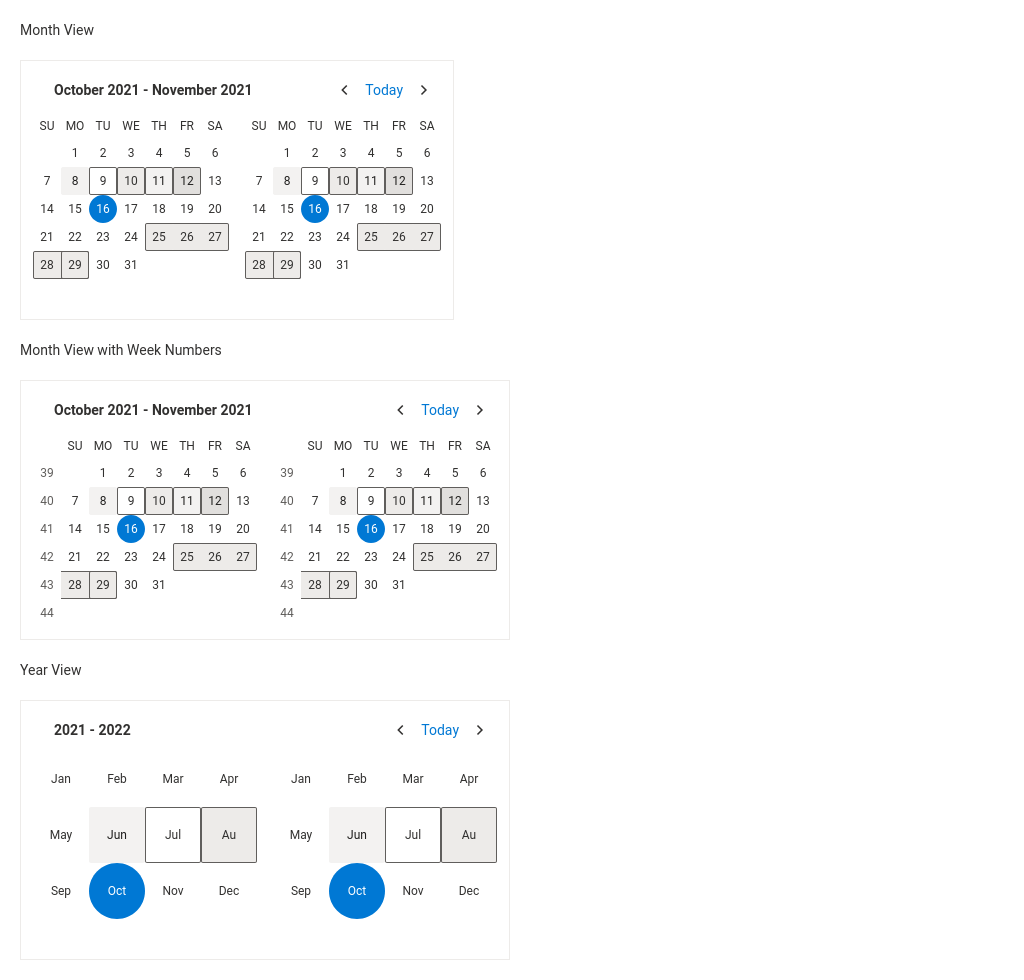 Month View
October 2021 - November 2021 Today
SU MO TU WE TH FR SA SU MO TU WE TH FR SA
1 2 3 4 5 6 1 2 3 4 5 6
7 8 9 10 11 12 13 7 8 9 10 11 12 13
14 15 16 17 18 19 20 14 15 16 17 18 19 20
21 22 23 24 25 26 27 21 22 23 24 25 26 27
28 29 30 31 28 29 30 31
Month View with Week Numbers
October 2021 - November 2021 Today
SU MO TU WE TH FR SA SU MO TU WE TH FR SA
39 1 2 3 4 5 6 39 1 2 3 4 5 6
40 7 8 9 10 11 12 13 40 7 8 9 10 11 12 13
41 14 15 16 17 18 19 20 41 14 15 16 17 18 19 20
42 21 22 23 24 25 26 27 42 21 22 23 24 25 26 27
43 28 29 30 31 43 28 29 30 31
44 44
Year View
2021 - 2022 Today
Jan Feb Mar Apr Jan Feb Mar Apr
May Jun Jul Au May Jun Jul Au
Sep Oct Nov Dec Sep Oct Nov Dec